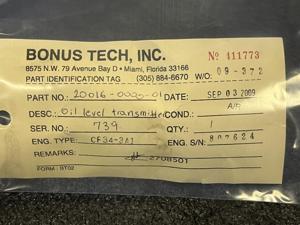 BONUS TECH, INC.
No 411773
8575 N.W. 79 Avenue Bay D • Miami, Florida 33166
PART IDENTIFICATION TAG (305) 884-6670 W/O: 09-372
PART NO.: 20016-0000-01 DATE: SEP 03 2009
DESC.: Oil level transmitter COND.: A/R
SER. NO.: 739 QTY.: 1
ENG. TYPE: CF34-3A1 ENG. S/N: 807624
REMARKS: 2708501
FORM: BT02